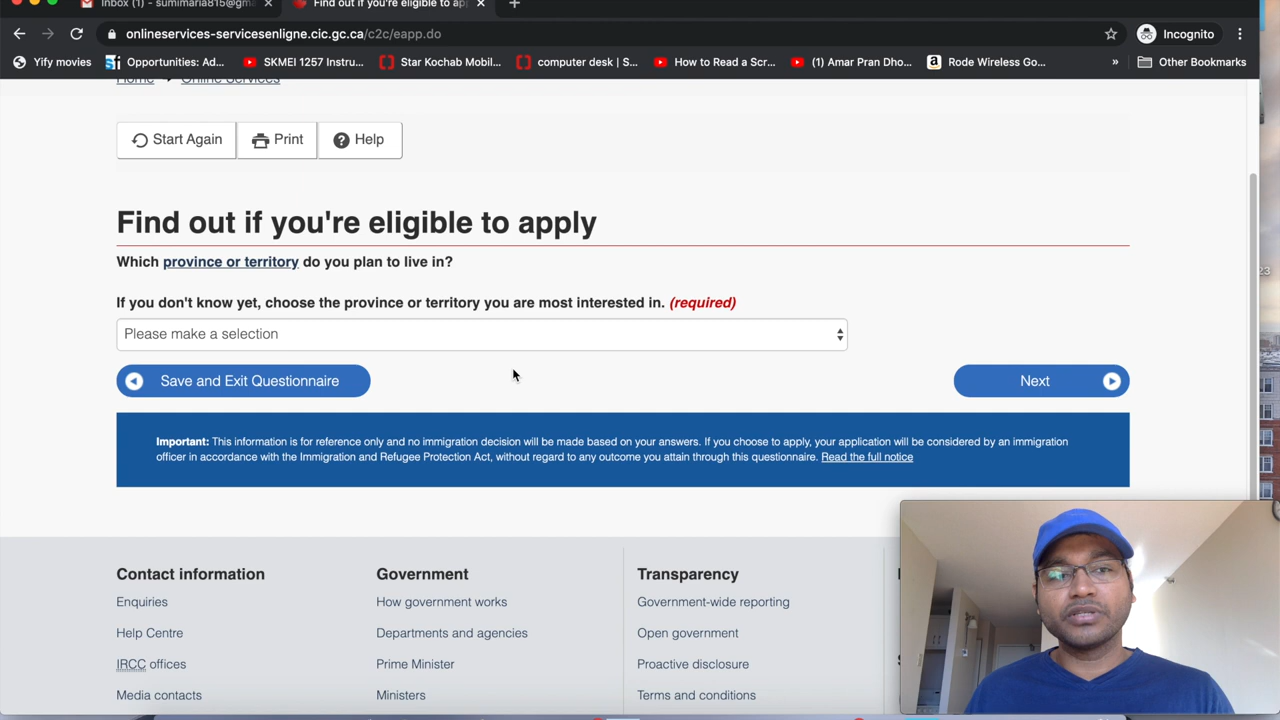 Inbox (1) - sumimaria815@gm
Find out if you're eligible to ap
onlineservices-servicesenligne.cic.gc.ca/c2c/eapp.do
Incognito
Yify movies
Opportunities: Ad...
SKMEI 1257 Instru...
Star Kochab Mobil...
computer desk | S...
How to Read a Scr...
(1) Amar Pran Dho...
Rode Wireless Go...
»
Other Bookmarks
Home
Online Services
Start Again
Print
Help
Find out if you're eligible to apply
Which province or territory do you plan to live in?
If you don't know yet, choose the province or territory you are most interested in. (required)
Please make a selection
Save and Exit Questionnaire
Next
Important: This information is for reference only and no immigration decision will be made based on your answers. If you choose to apply, your application will be considered by an immigration
officer in accordance with the Immigration and Refugee Protection Act, without regard to any outcome you attain through this questionnaire. Read the full notice
Contact information
Enquiries
Help Centre
IRCC offices
Media contacts
Government
How government works
Departments and agencies
Prime Minister
Ministers
Transparency
Government-wide reporting
Open government
Proactive disclosure
Terms and conditions
23